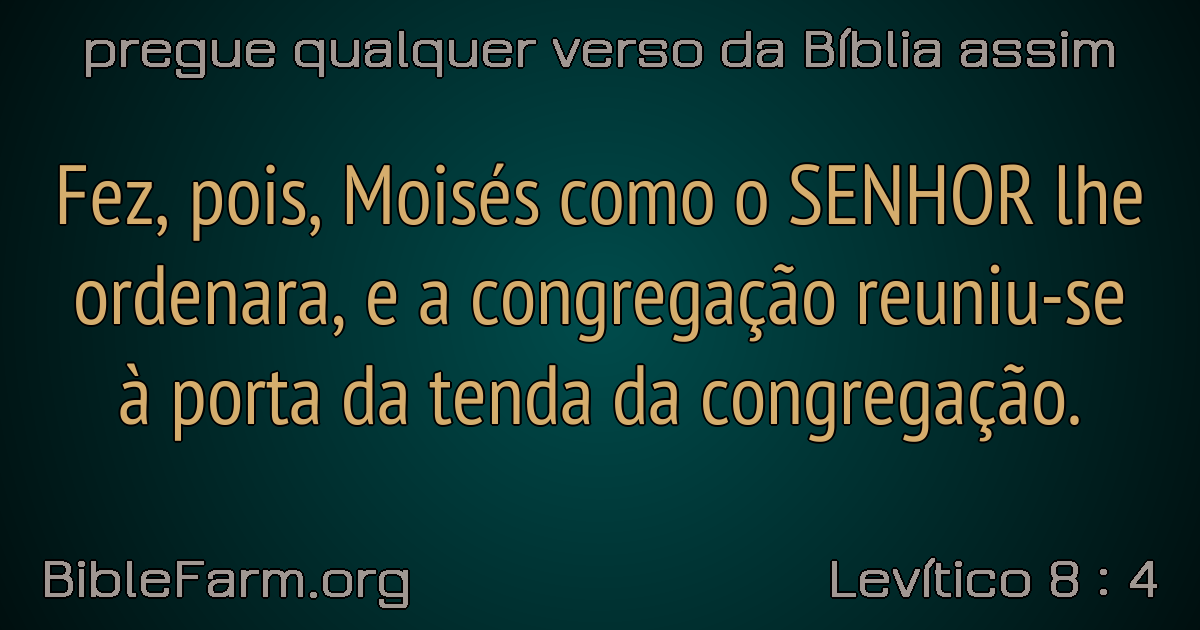 pregue qualquer verso da Bíblia assim
Fez, pois, Moisés como o SENHOR lhe
ordenara, e a congregação reuniu-se
à porta da tenda da congregação.
BibleFarm.org
Levítico 8 : 4